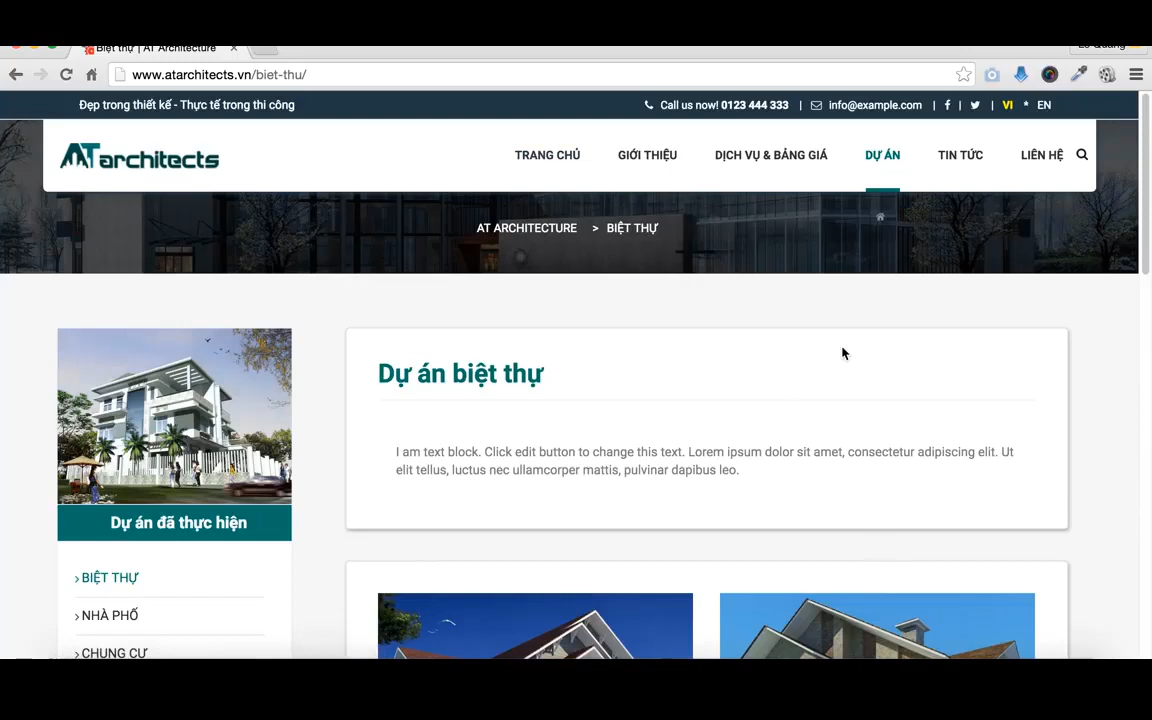 Biệt thự | AT Architecture
Le Quang
www.atarchitects.vn/biet-thu/
Đẹp trong thiết kế - Thực tế trong thi công
Call us now! 0123 444 333 | info@example.com | f | | VI * EN
AT architects
TRANG CHỦ GIỚI THIỆU DỊCH VỤ & BẢNG GIÁ DỰ ÁN TIN TỨC LIÊN HỆ
AT ARCHITECTURE > BIỆT THỰ
Dự án biệt thự
I am text block. Click edit button to change this text. Lorem ipsum dolor sit amet, consectetur adipiscing elit. Ut
elit tellus, luctus nec ullamcorper mattis, pulvinar dapibus leo.
Dự án đã thực hiện
› BIỆT THỰ
› NHÀ PHỐ
› CHUNG CƯ